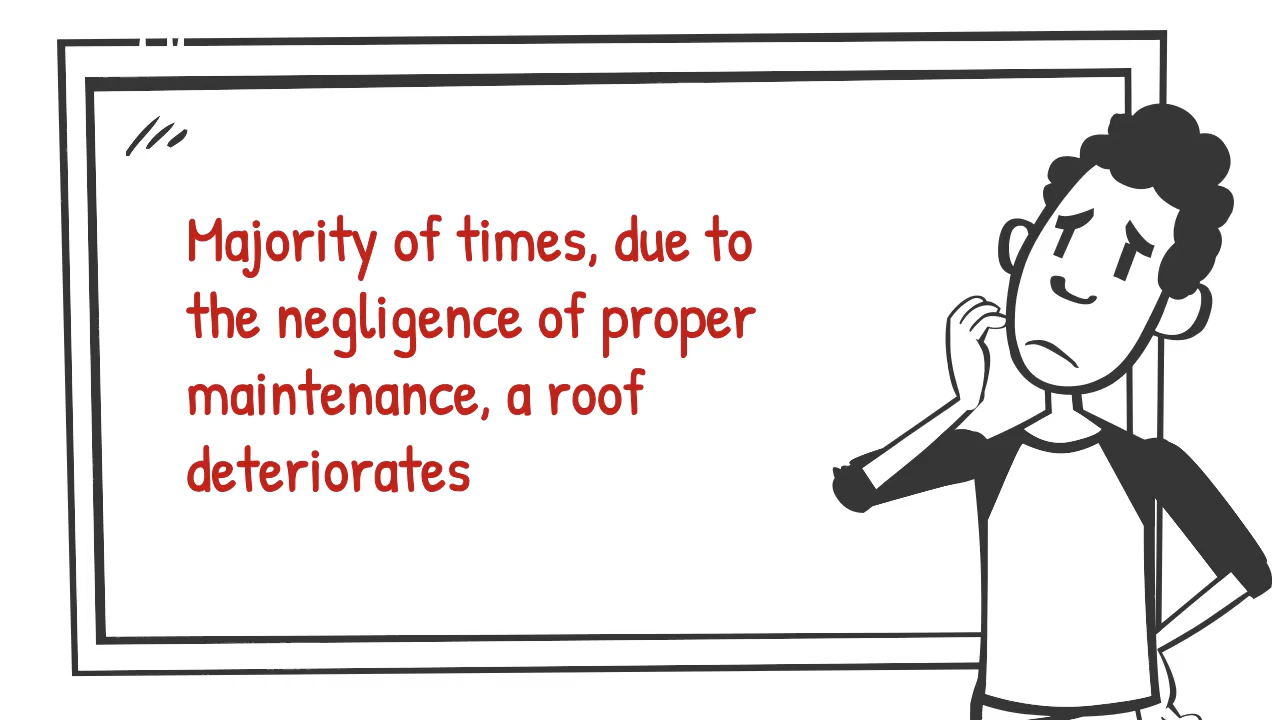 Majority of times, due to
the negligence of proper
maintenance, a roof
deteriorates